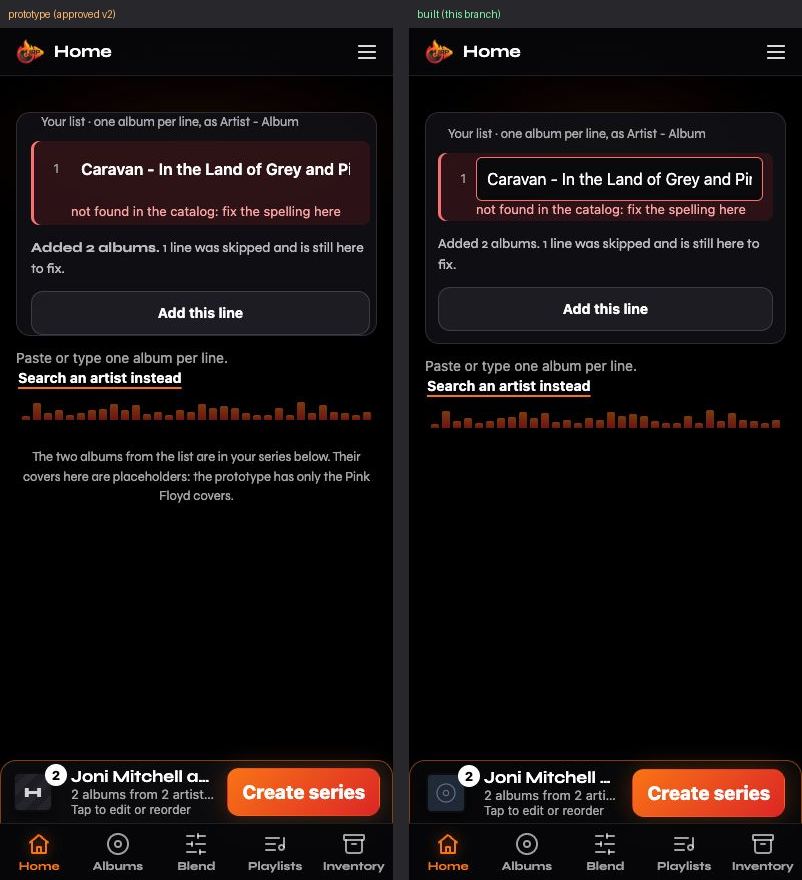 prototype (approved v2)
Home
Your list · one album per line, as Artist - Album
1
Caravan - In the Land of Grey and Pi
not found in the catalog: fix the spelling here
Added 2 albums. 1 line was skipped and is still here
to fix.
Add this line
Paste or type one album per line.
Search an artist instead
The two albums from the list are in your series below. Their
covers here are placeholders: the prototype has only the Pink
Floyd covers.
2
Joni Mitchell a...
2 albums from 2 artist...
Tap to edit or reorder
Create series
Home
Albums
Blend
Playlists
Inventory
built (this branch)
Home
Your list · one album per line, as Artist - Album
1
Caravan - In the Land of Grey and Pin
not found in the catalog: fix the spelling here
Added 2 albums. 1 line was skipped and is still here to
fix.
Add this line
Paste or type one album per line.
Search an artist instead
2
Joni Mitchell ...
2 albums from 2 arti...
Tap to edit or reorder
Create series
Home
Albums
Blend
Playlists
Inventory